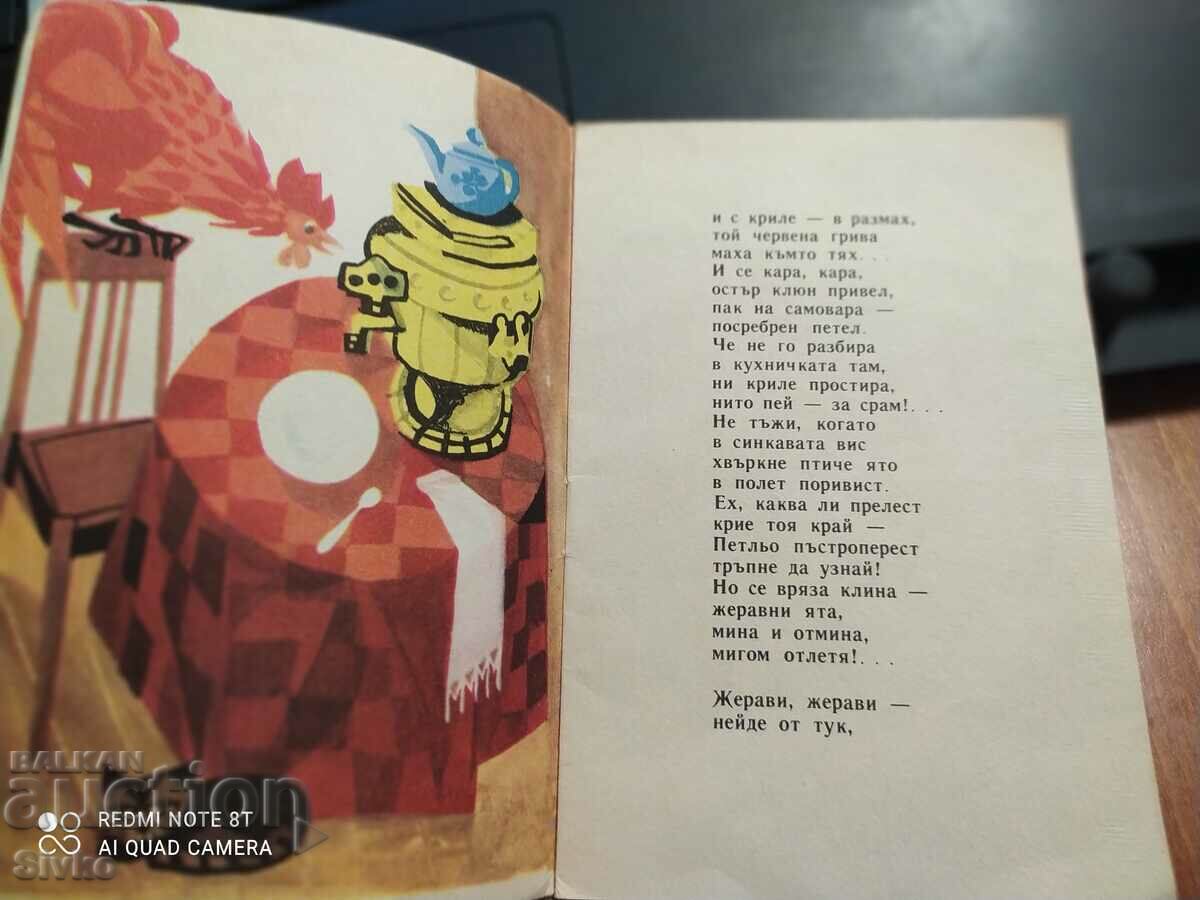 и с криле — в размах,
той червена грива
маха към­то тях. . .
И се кара, кара,
остър клюн привел,
пак на самовара —
посребрен петел.
Че не го разбира
в кухничката там,
ни криле простира,
нито пей — за срам!. . .
Не тъжи, когато
в синкавата вис
хвъркне птиче ято
в полет поривист.
Ех, каква ли прелест
крие тоя край —
Петльо пъстроперест
тръпне да узнай!
Но се вряза клина —
жеравни ята,
мина и отмина,
мигом отлетя!. . .
Жерави, жерави —
нейде от тук,
BALKAN
auction
Sivko
REDMI NOTE 8T
AI QUAD CAMERA